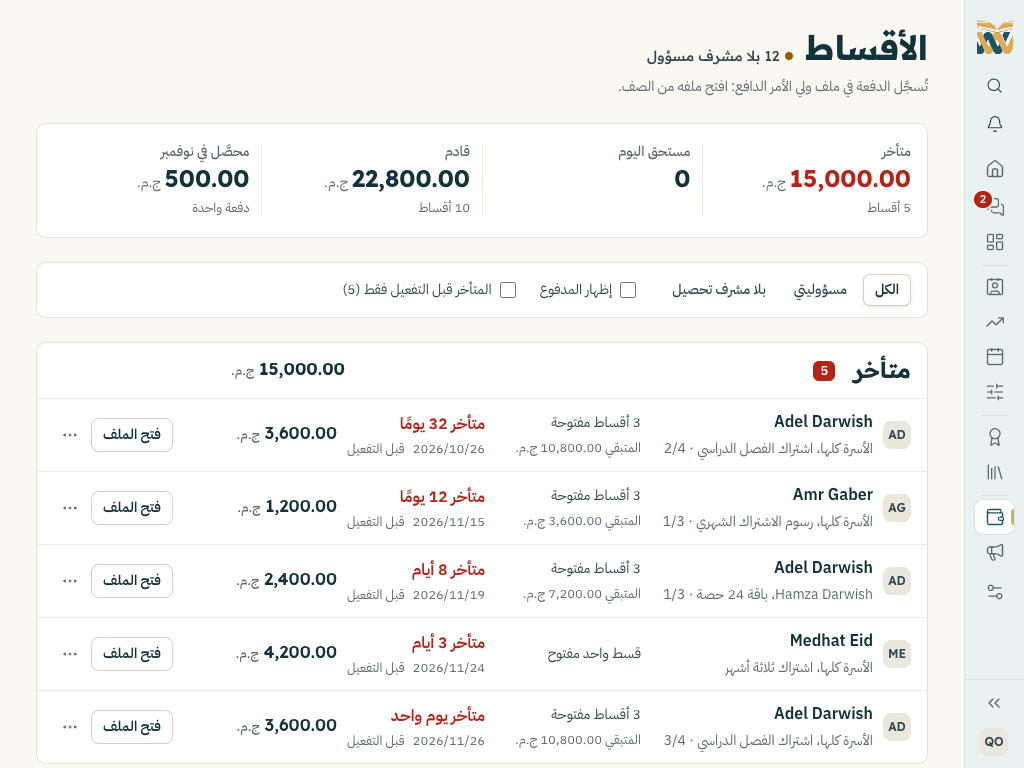 الأقساط
12 بلا مشرف مسؤول
تُسجَّل الدفعة في ملف ولي الأمر الدافع: افتح ملفه من الصف.
متأخر
15,000.00 ج.م.
5 أقساط
مستحق اليوم
0
قادم
22,800.00 ج.م.
10 أقساط
محصَّل في نوفمبر
500.00 ج.م.
دفعة واحدة
الكل
مسؤوليتي
بلا مشرف تحصيل
إظهار المدفوع
المتأخر قبل التفعيل فقط (5)
متأخر 5
15,000.00 ج.م.
AD
Adel Darwish
الأسرة كلها، اشتراك الفصل الدراسي · 2/4
3 أقساط مفتوحة
المتبقي 10,800.00 ج.م.
متأخر 32 يومًا
2026/10/26 قبل التفعيل
3,600.00 ج.م.
فتح الملف
AG
Amr Gaber
الأسرة كلها، رسوم الاشتراك الشهري · 1/3
3 أقساط مفتوحة
المتبقي 3,600.00 ج.م.
متأخر 12 يومًا
2026/11/15 قبل التفعيل
1,200.00 ج.م.
فتح الملف
AD
Adel Darwish
Hamza Darwish، باقة 24 حصة · 1/3
3 أقساط مفتوحة
المتبقي 7,200.00 ج.م.
متأخر 8 أيام
2026/11/19 قبل التفعيل
2,400.00 ج.م.
فتح الملف
ME
Medhat Eid
الأسرة كلها، اشتراك ثلاثة أشهر
قسط واحد مفتوح
متأخر 3 أيام
2026/11/24 قبل التفعيل
4,200.00 ج.م.
فتح الملف
AD
Adel Darwish
الأسرة كلها، اشتراك الفصل الدراسي · 3/4
3 أقساط مفتوحة
المتبقي 10,800.00 ج.م.
متأخر يوم واحد
2026/11/26 قبل التفعيل
3,600.00 ج.م.
فتح الملف
2
QO